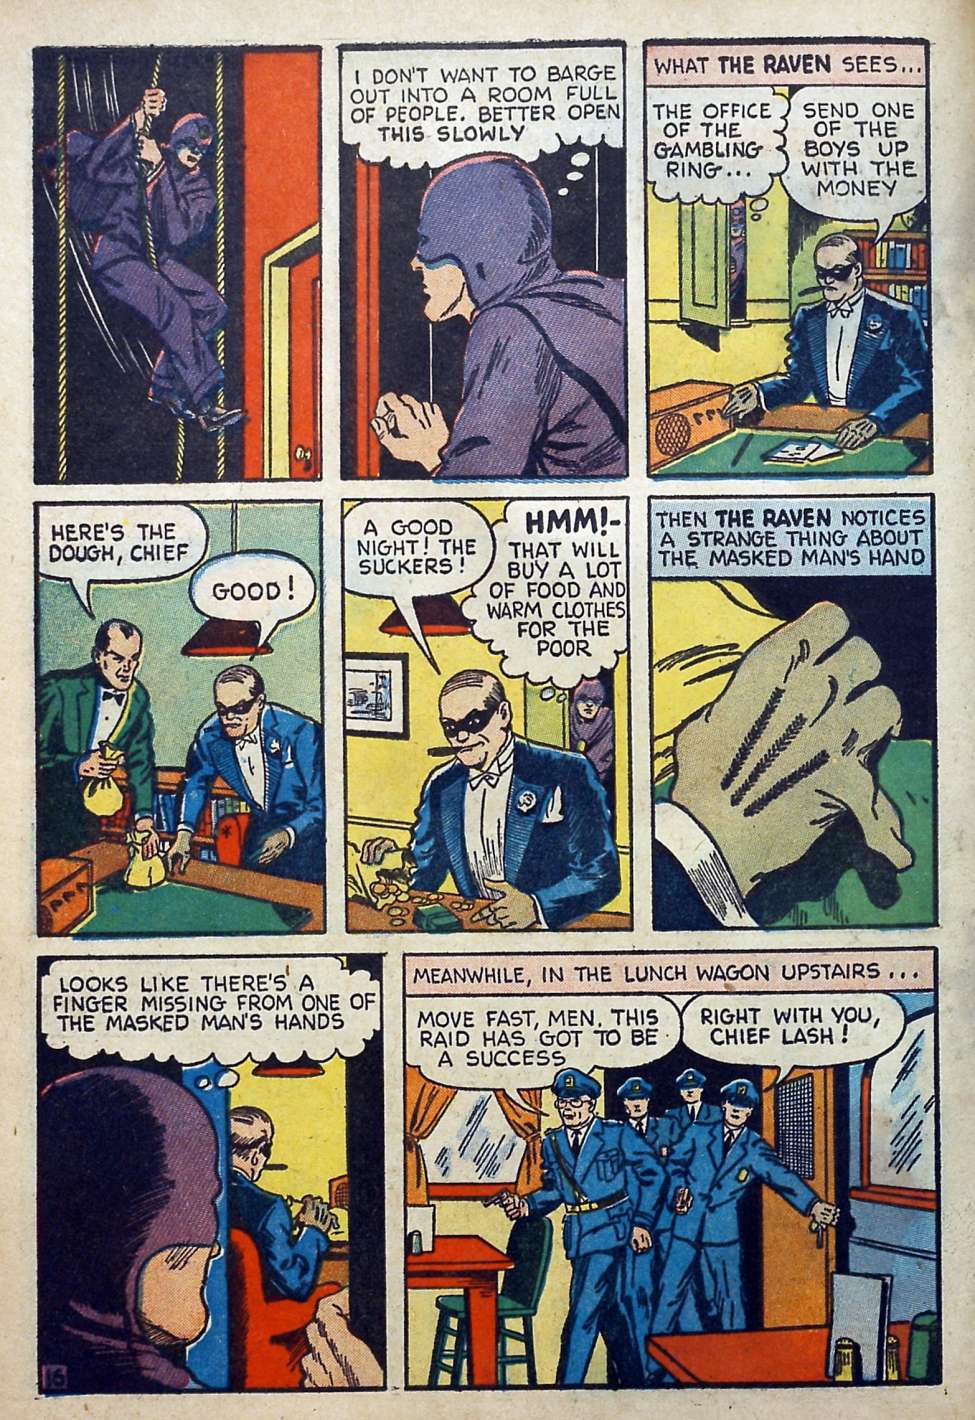 I DON'T WANT TO BARGE
OUT INTO A ROOM FULL
OF PEOPLE. BETTER OPEN
THIS SLOWLY
WHAT THE RAVEN SEES...
THE OFFICE
OF THE
GAMBLING
RING...
SEND ONE
OF THE
BOYS UP
WITH THE
MONEY
HERE'S THE
DOUGH, CHIEF
GOOD!
A GOOD
NIGHT! THE
SUCKERS!
HMM!-
THAT WILL
BUY A LOT
OF FOOD AND
WARM CLOTHES
FOR THE
POOR
THEN THE RAVEN NOTICES
A STRANGE THING ABOUT
THE MASKED MAN'S HAND
LOOKS LIKE THERE'S A
FINGER MISSING FROM ONE OF
THE MASKED MAN'S HANDS
16
MEANWHILE, IN THE LUNCH WAGON UPSTAIRS...
MOVE FAST, MEN. THIS
RAID HAS GOT TO BE
A SUCCESS
RIGHT WITH YOU,
CHIEF LASH!